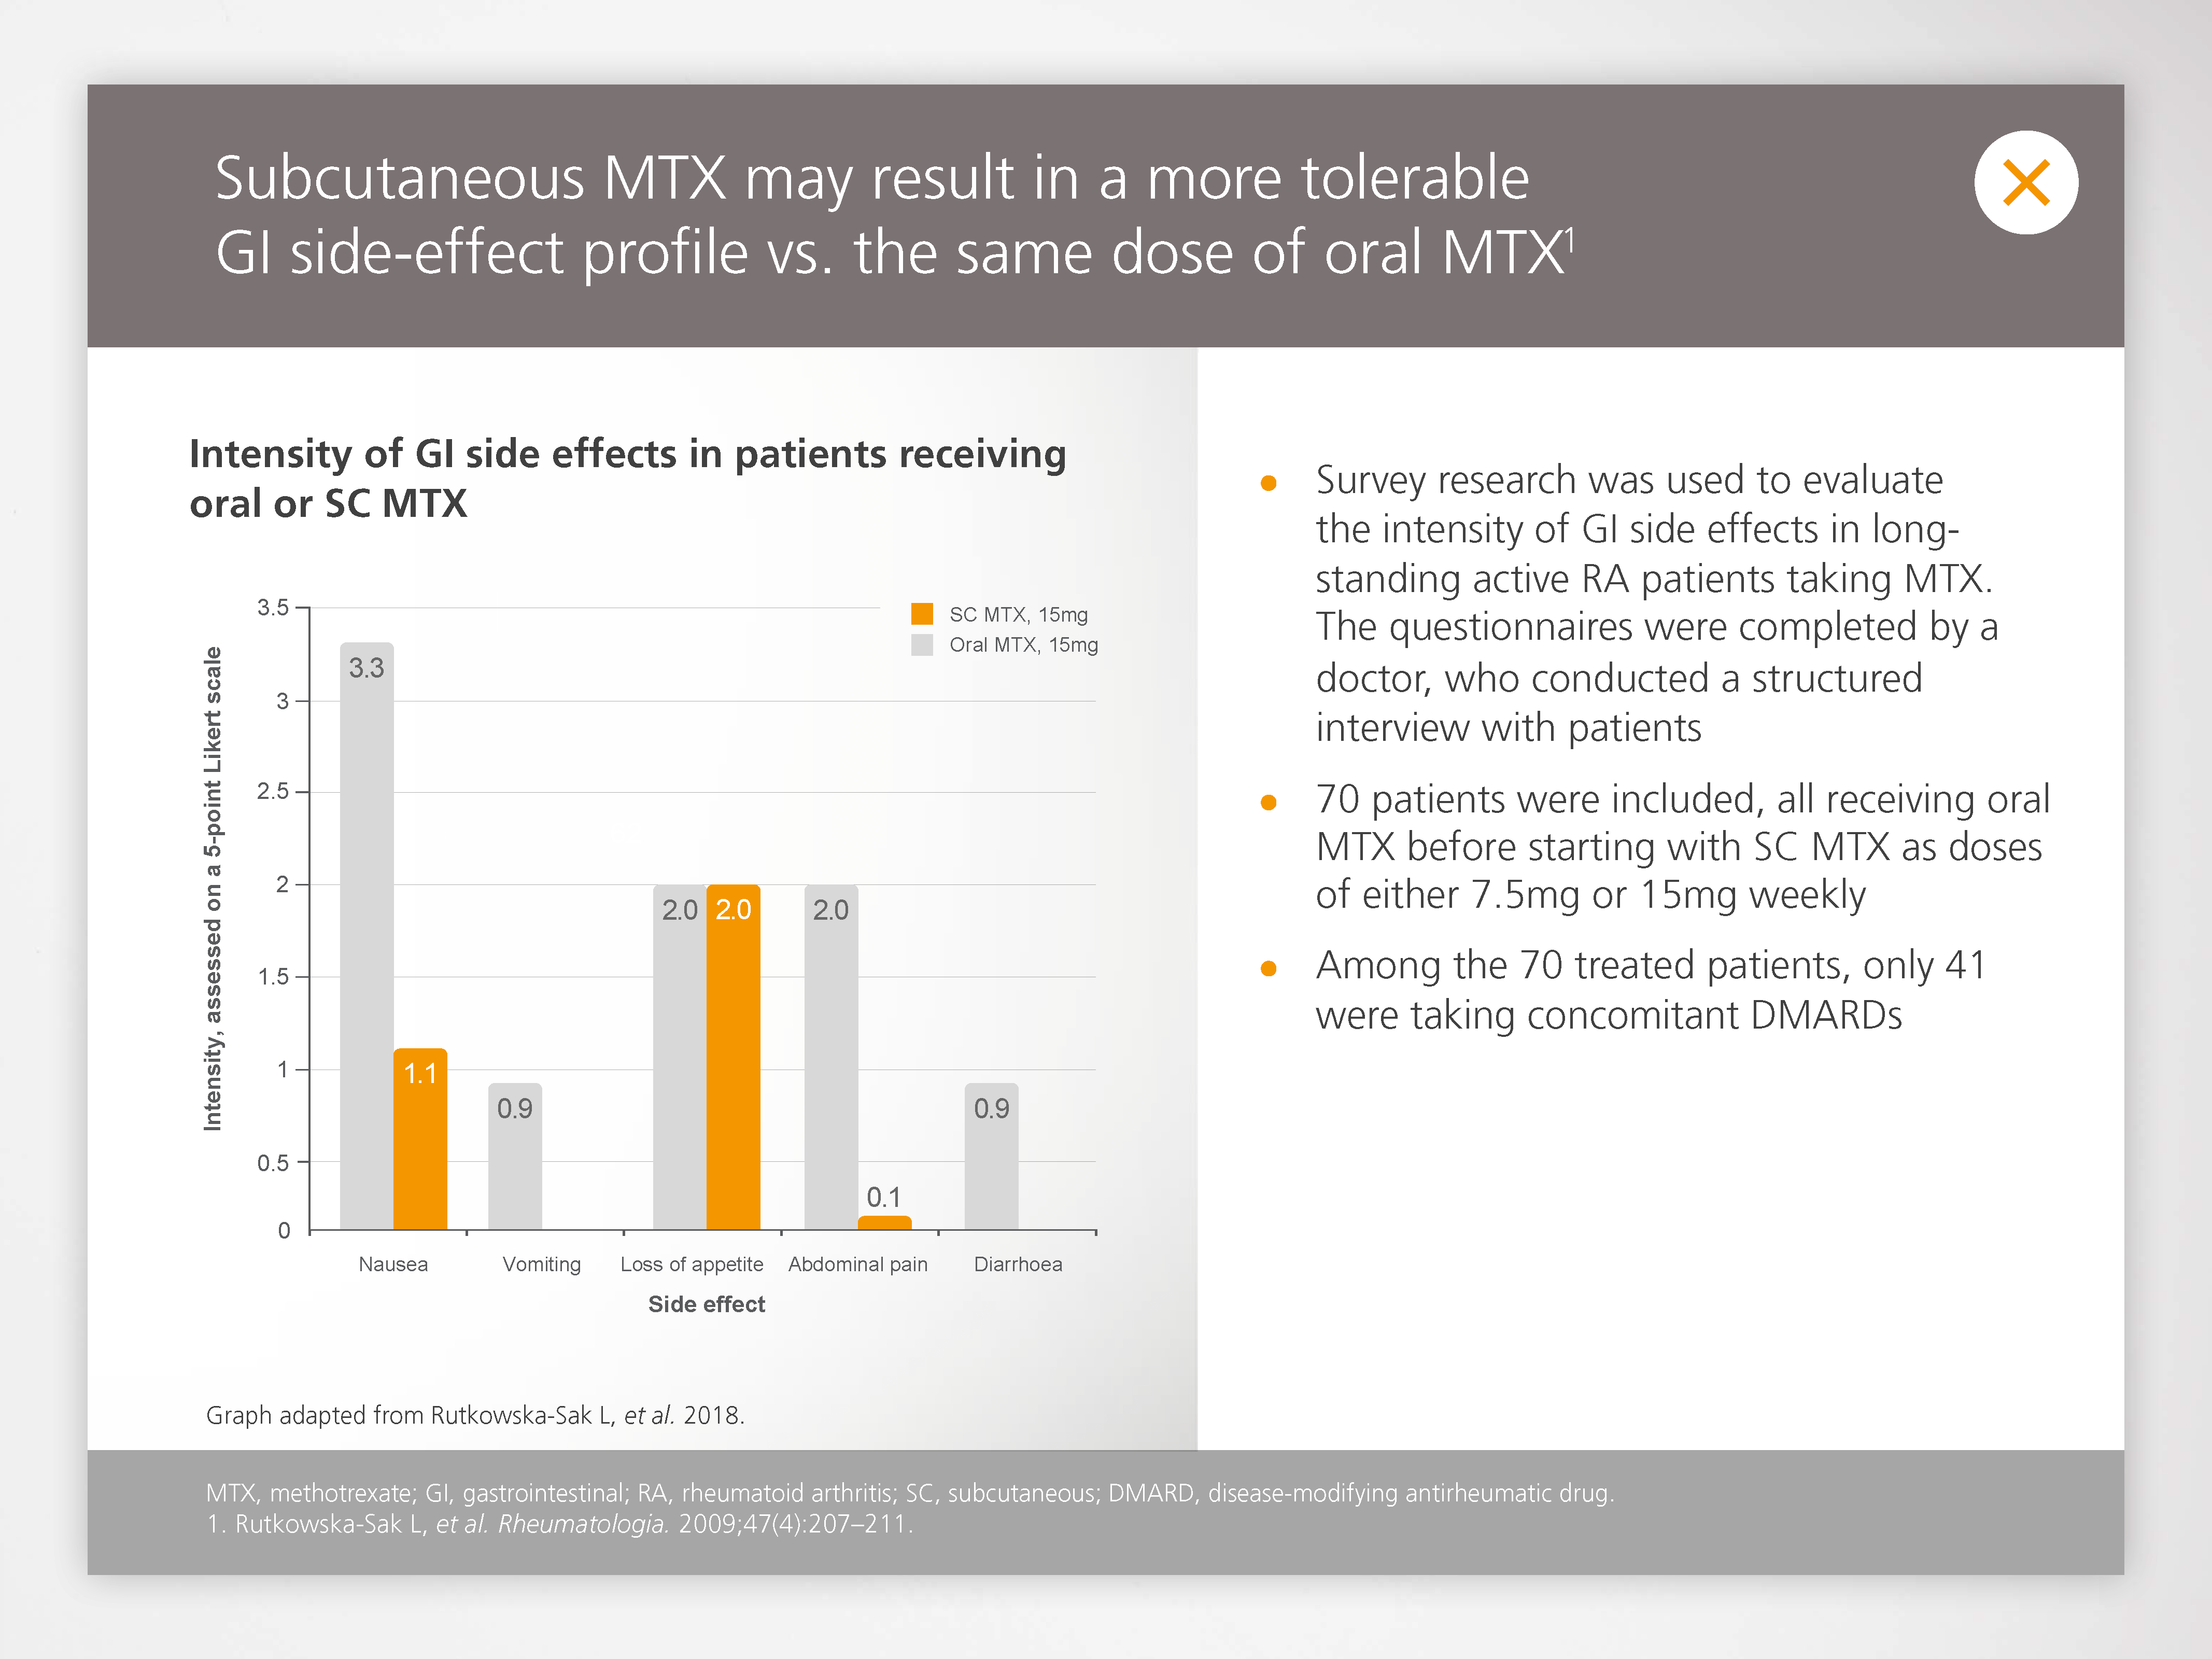 Subcutaneous MTX may result in a more tolerable
GI side-effect profile vs. the same dose of oral MTX¹
Intensity of GI side effects in patients receiving
oral or SC MTX
SC MTX, 15mg
Oral MTX, 15mg
Intensity, assessed on a 5-point Likert scale
3.5
3
2.5
2
1.5
1
0.5
0
3.3
1.1
0.9
2.0
2.0
2.0
0.1
0.9
Nausea
Vomiting
Loss of appetite
Abdominal pain
Diarrhoea
Side effect
Graph adapted from Rutkowska-Sak L, et al. 2018.
• Survey research was used to evaluate
the intensity of GI side effects in long-
standing active RA patients taking MTX.
The questionnaires were completed by a
doctor, who conducted a structured
interview with patients
• 70 patients were included, all receiving oral
MTX before starting with SC MTX as doses
of either 7.5mg or 15mg weekly
• Among the 70 treated patients, only 41
were taking concomitant DMARDs
MTX, methotrexate; GI, gastrointestinal; RA, rheumatoid arthritis; SC, subcutaneous; DMARD, disease-modifying antirheumatic drug.
1. Rutkowska-Sak L, et al. Rheumatologia. 2009;47(4):207–211.